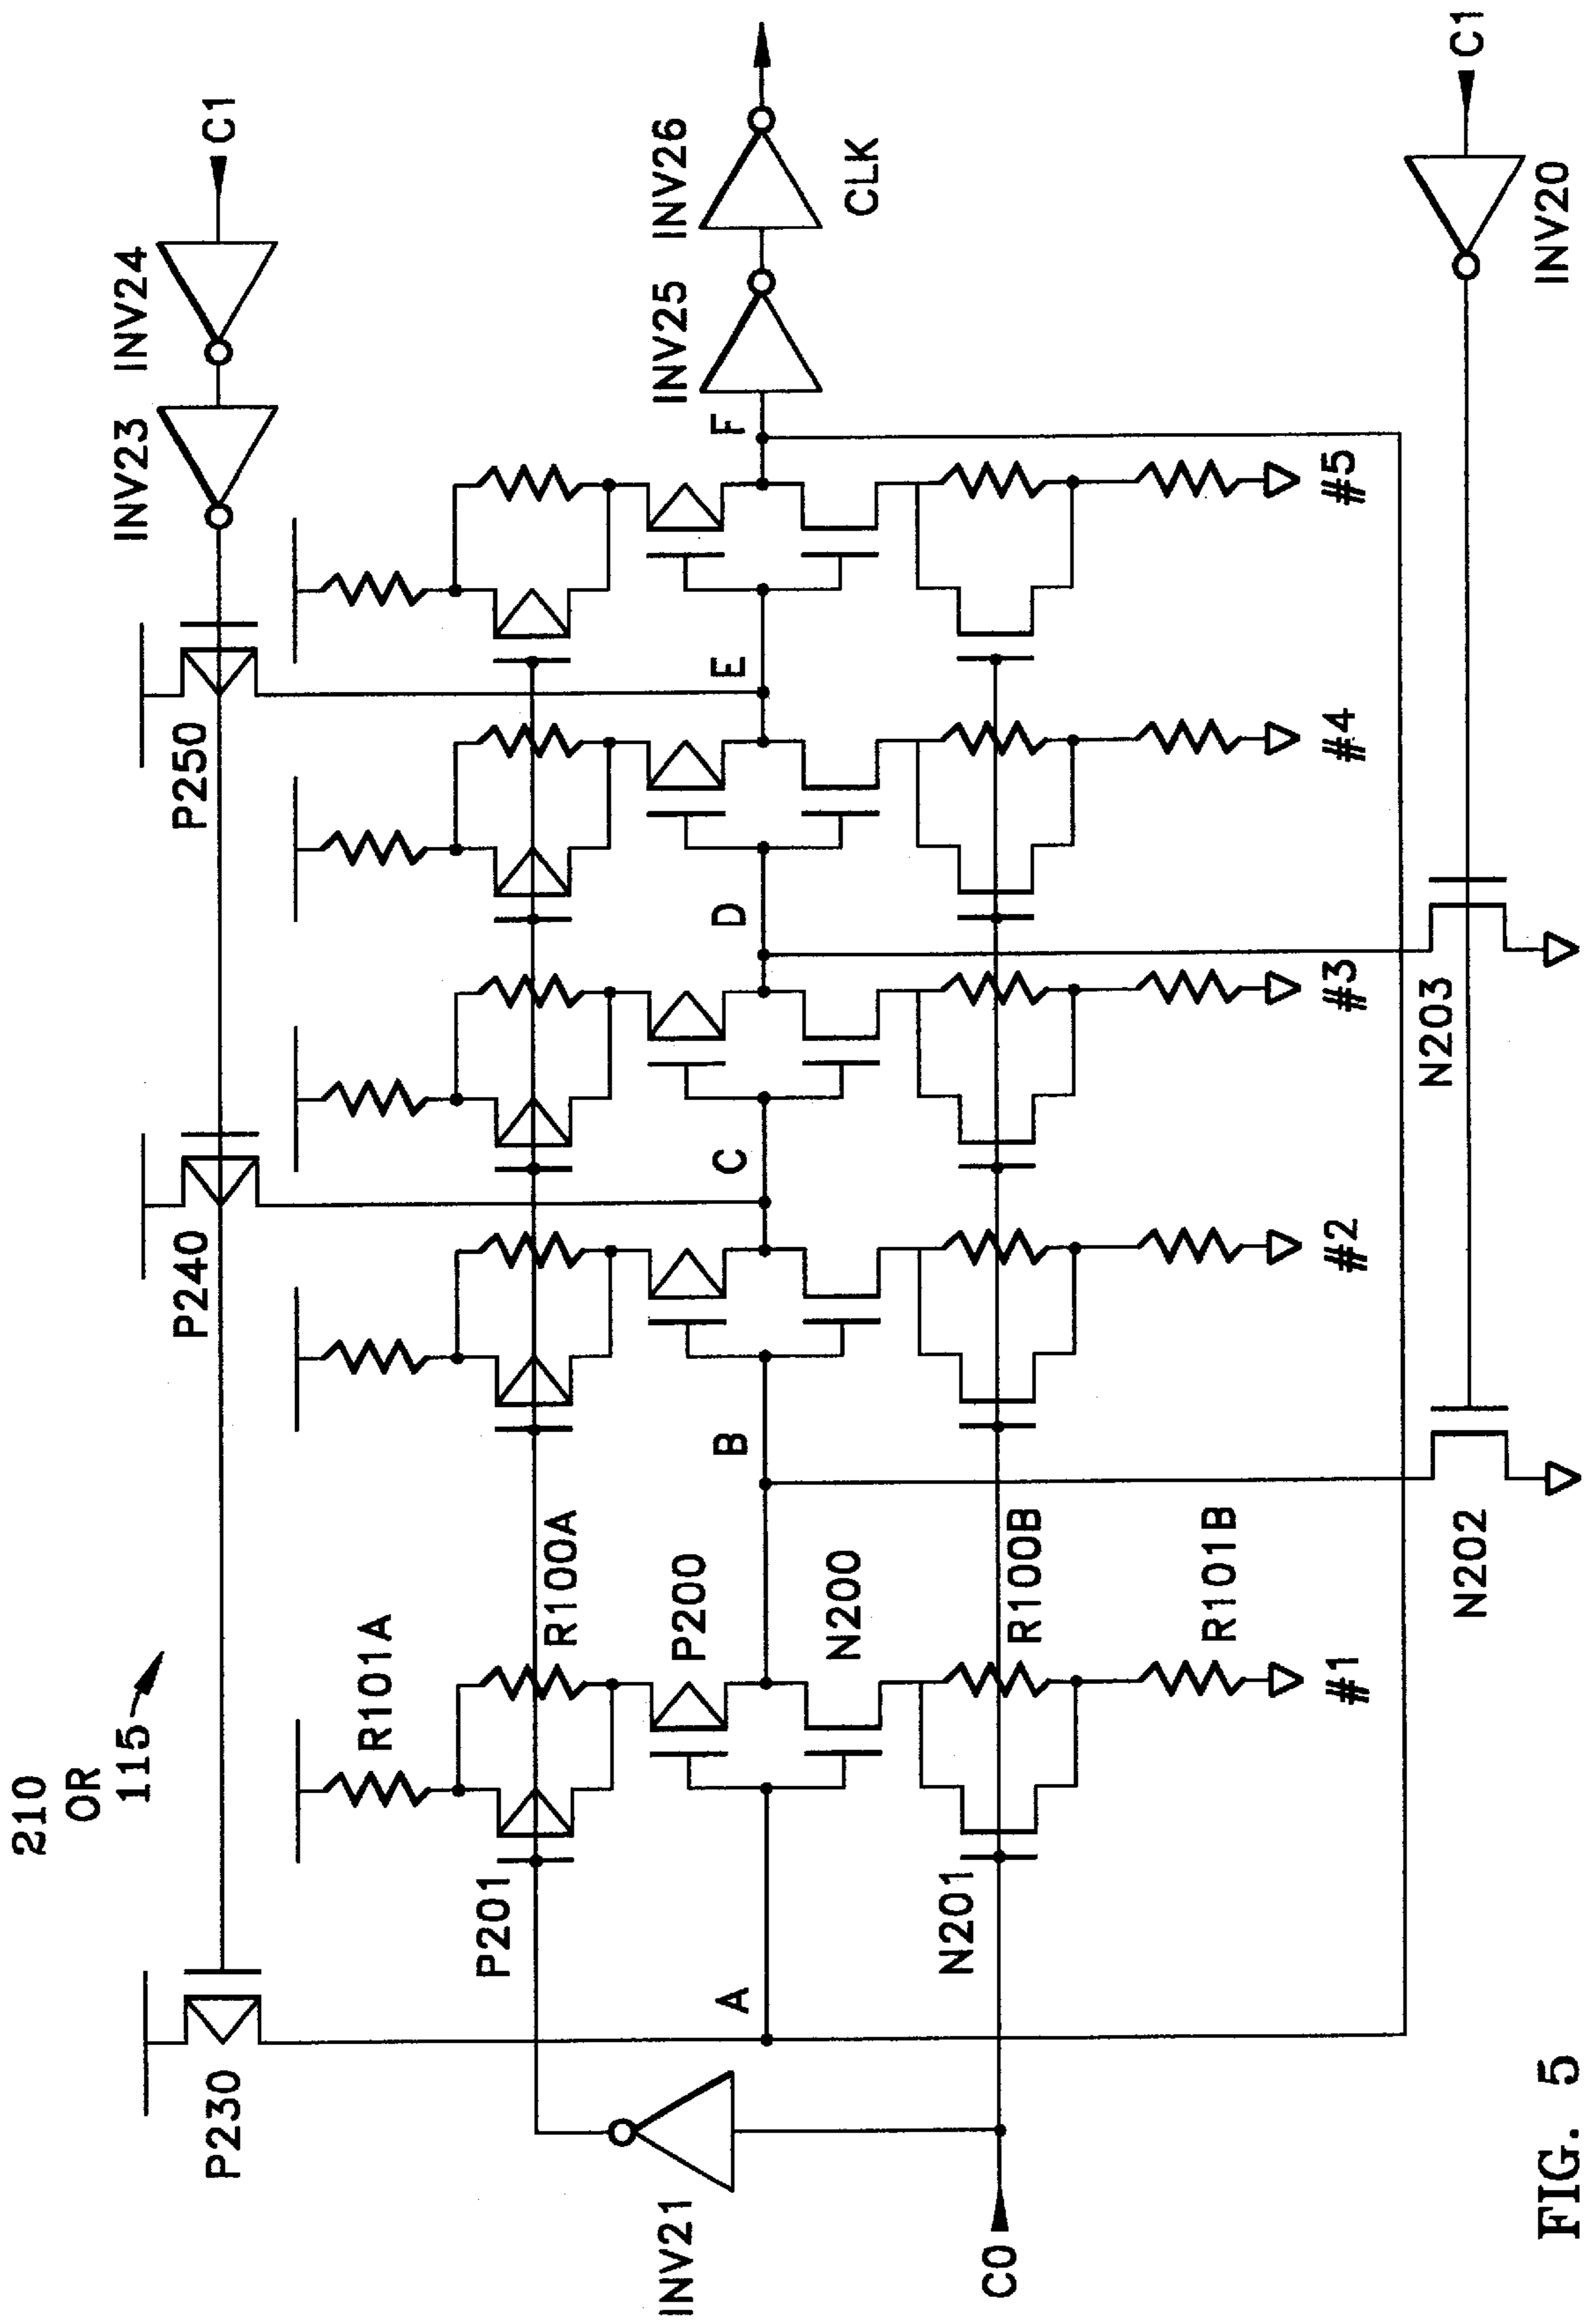 210
OR
115
C1
INV24
INV23
P250
P240
P230
R101A
P201
R100A
INV21
INV26
CLK
INV25
F
E
D
C
B
A
P200
N200
N201
R100B
R101B
C0
#1
#2
#3
#4
#5
C1
INV20
N203
N202
FIG. 5